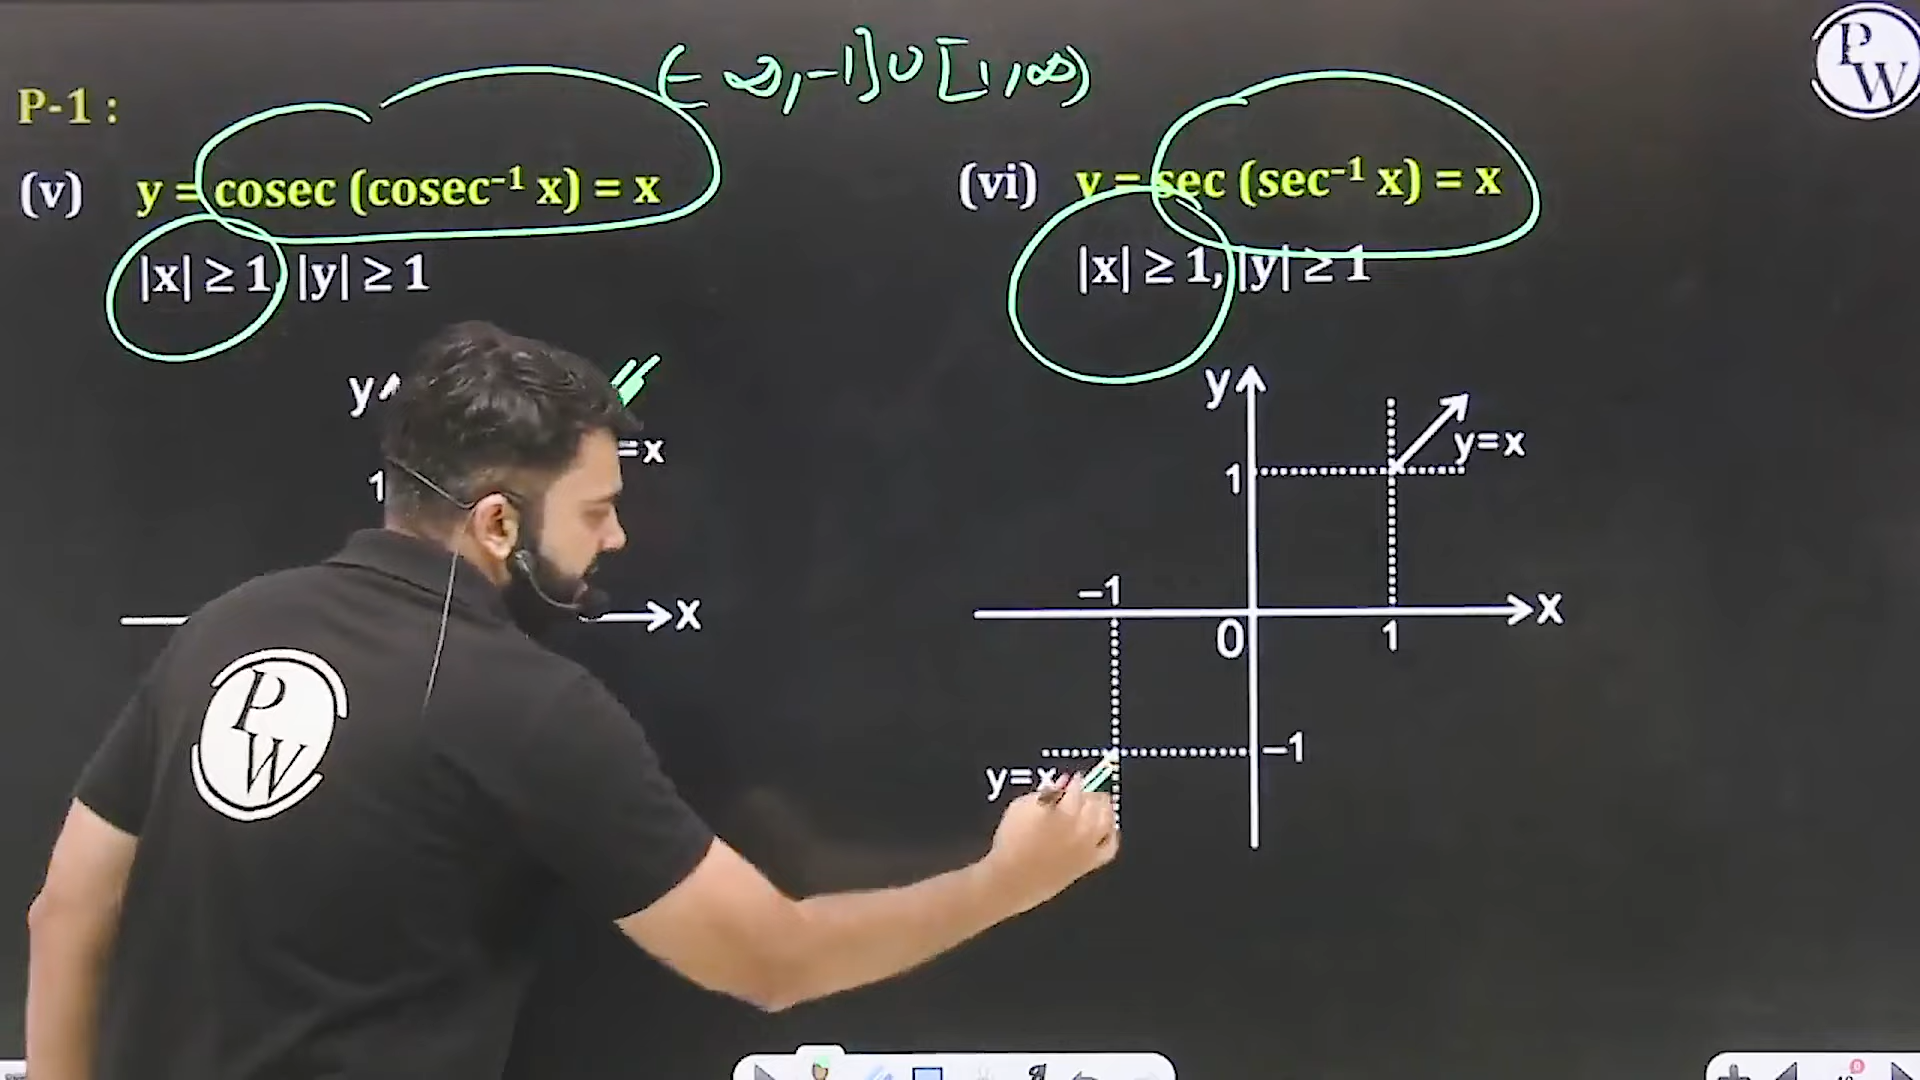 (-∞,-1]∪[1,∞)
P-1 :
(v) y = cosec (cosec⁻¹ x) = x
|x| ≥ 1, |y| ≥ 1
y
1
=x
x
(vi) y = sec (sec⁻¹ x) = x
|x| ≥ 1, |y| ≥ 1
y
y=x
1
–1
x
0
1
–1
y=x
PW
PW